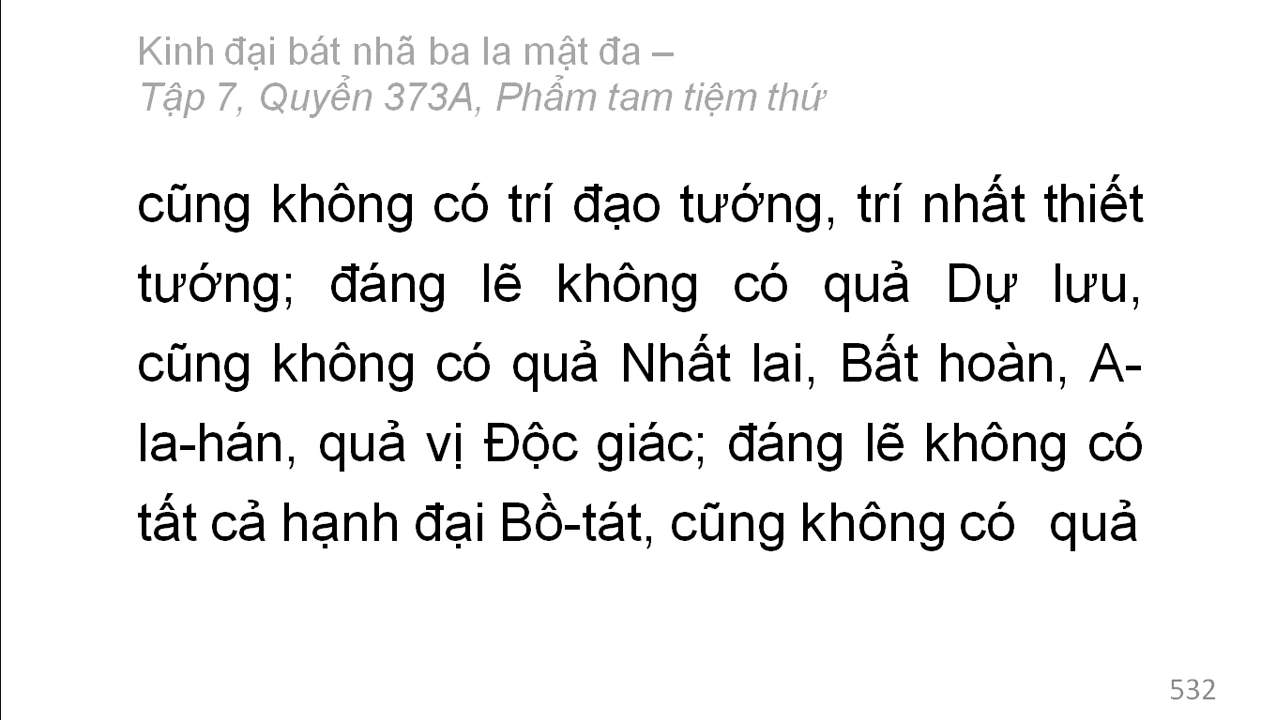 Kinh đại bát nhã ba la mật đa –
Tập 7, Quyển 373A, Phẩm tam tiệm thứ
cũng không có trí đạo tướng, trí nhất thiết
tướng; đáng lẽ không có quả Dự lưu,
cũng không có quả Nhất lai, Bất hoàn, A-
la-hán, quả vị Độc giác; đáng lẽ không có
tất cả hạnh đại Bồ-tát, cũng không có quả
532